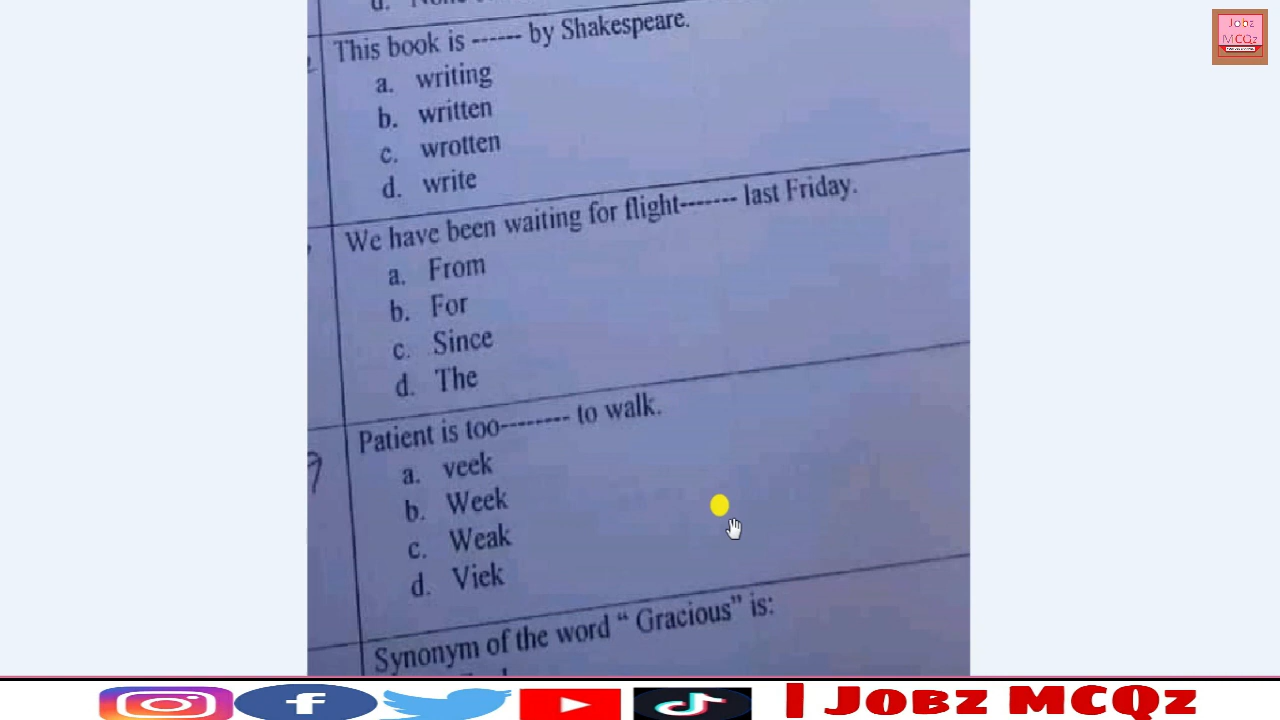 This book is ------ by Shakespeare.
a. writing
b. written
c. wrotten
d. write
We have been waiting for flight------- last Friday.
a. From
b. For
c. Since
d. The
Patient is too-------- to walk.
a. veek
b. Week
c. Weak
d. Viek
Synonym of the word “ Gracious” is:
Jobz
MCQz
| Jobz MCQz